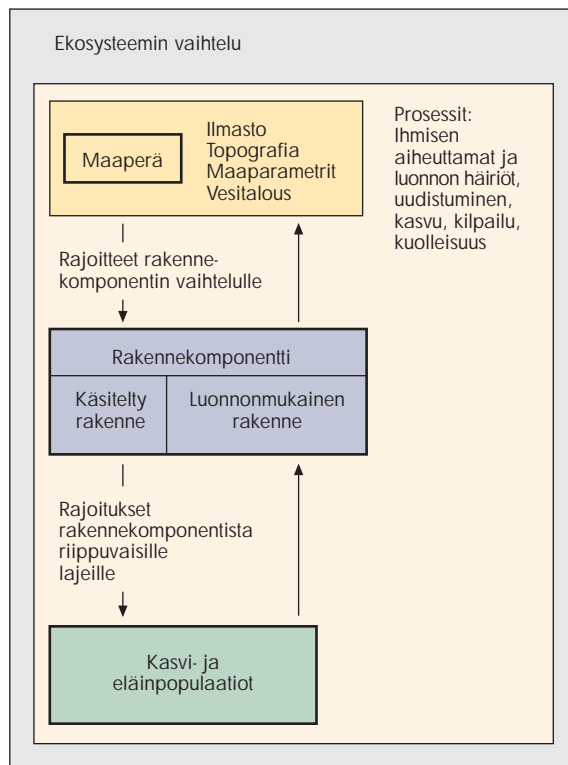 Ekosysteemin vaihtelu
Maaperä
Ilmasto
Topografia
Maaparametrit
Vesitalous
Prosessit:
Ihmisen
aiheuttamat ja
luonnon häiriöt,
uudistuminen,
kasvu, kilpailu,
kuolleisuus
Rajoitteet rakenne-
komponentin vaihtelulle
Rakennekomponentti
Käsitelty
rakenne
Luonnonmukainen
rakenne
Rajoitukset
rakennekomponentista
riippuvaisille
lajeille
Kasvi- ja
eläinpopulaatiot